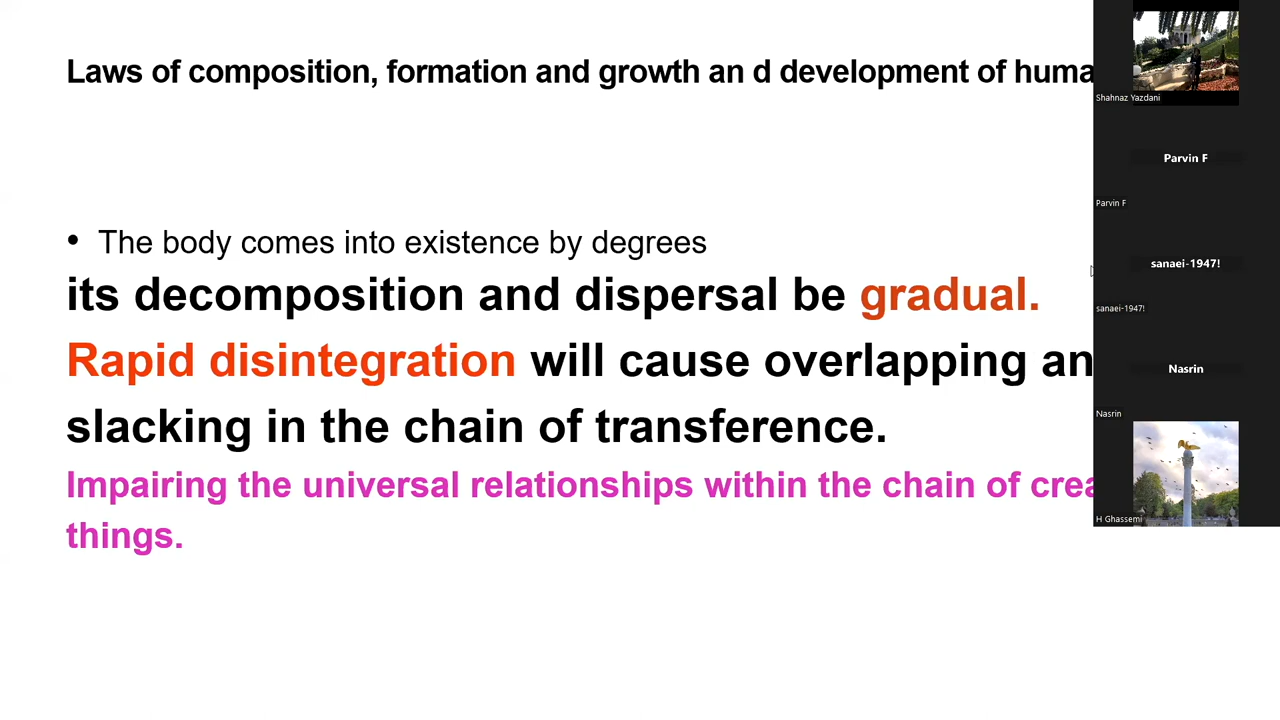 Laws of composition, formation and growth an d development of huma
• The body comes into existence by degrees
its decomposition and dispersal be gradual.
Rapid disintegration will cause overlapping an
slacking in the chain of transference.
Impairing the universal relationships within the chain of crea
things.
Shahnaz Yazdani
Parvin F
Parvin F
sanaei-1947!
sanaei-1947!
Nasrin
Nasrin
H Ghassemi